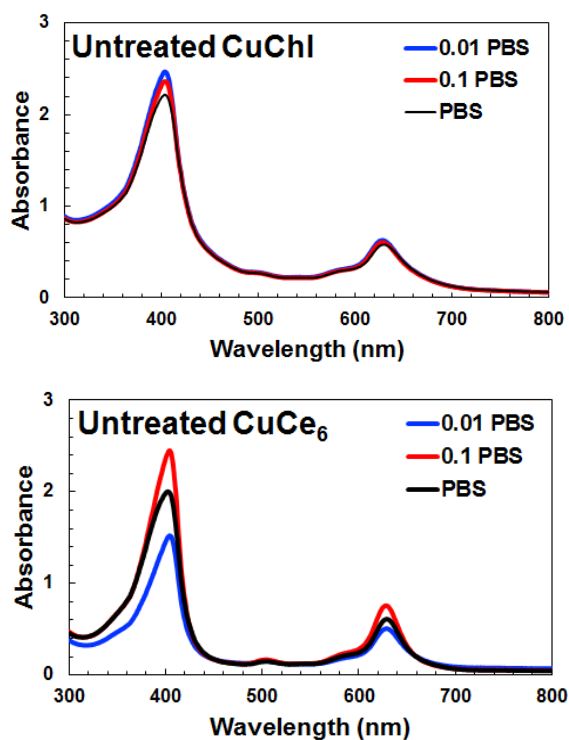 Untreated CuChl
0.01 PBS
0.1 PBS
PBS
Absorbance
3
2
1
0
300 400 500 600 700 800
Wavelength (nm)
Untreated CuCe6
0.01 PBS
0.1 PBS
PBS
Absorbance
3
2
1
0
300 400 500 600 700 800
Wavelength (nm)